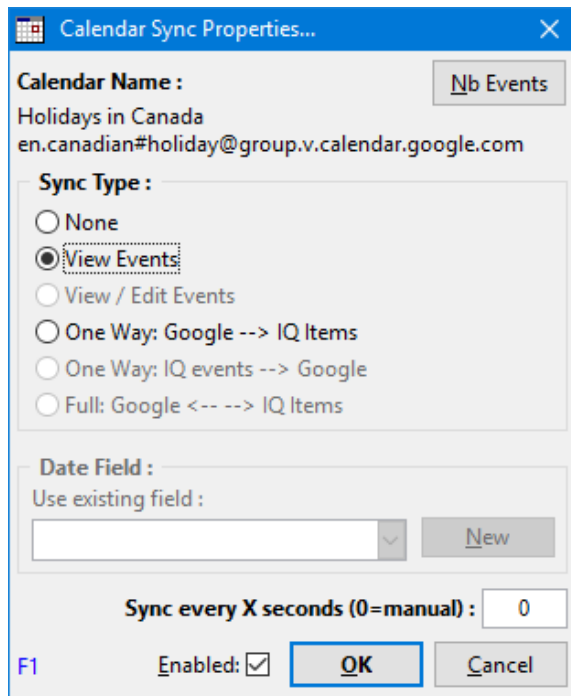 Calendar Sync Properties...
Calendar Name :
Nb Events
Holidays in Canada
en.canadian#holiday@group.v.calendar.google.com
Sync Type :
None
View Events
View / Edit Events
One Way: Google --> IQ Items
One Way: IQ events --> Google
Full: Google <-- --> IQ Items
Date Field :
Use existing field :
New
Sync every X seconds (0=manual) : 0
F1 Enabled: OK Cancel